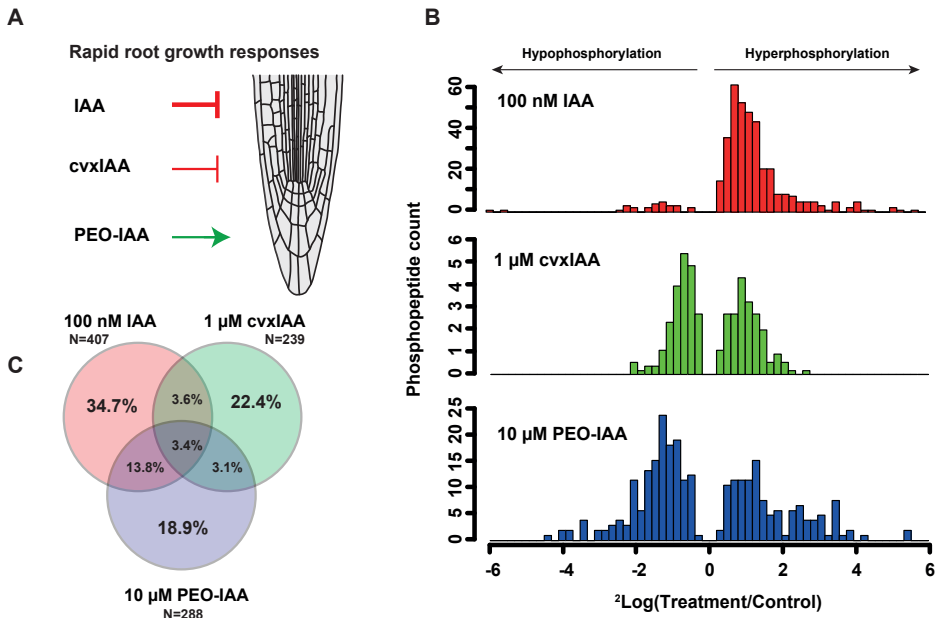 A
Rapid root growth responses
IAA
cvxIAA
PEO-IAA
B
Hypophosphorylation
Hyperphosphorylation
Phosphopeptide count
100 nM IAA
60
40
20
0
1 µM cvxIAA
6
5
4
3
2
1
0
10 µM PEO-IAA
25
20
15
10
5
0
-6
-4
-2
0
2
4
6
²Log(Treatment/Control)
C
100 nM IAA
N=407
1 µM cvxIAA
N=239
34.7%
3.6%
22.4%
3.4%
13.8%
3.1%
18.9%
10 µM PEO-IAA
N=288